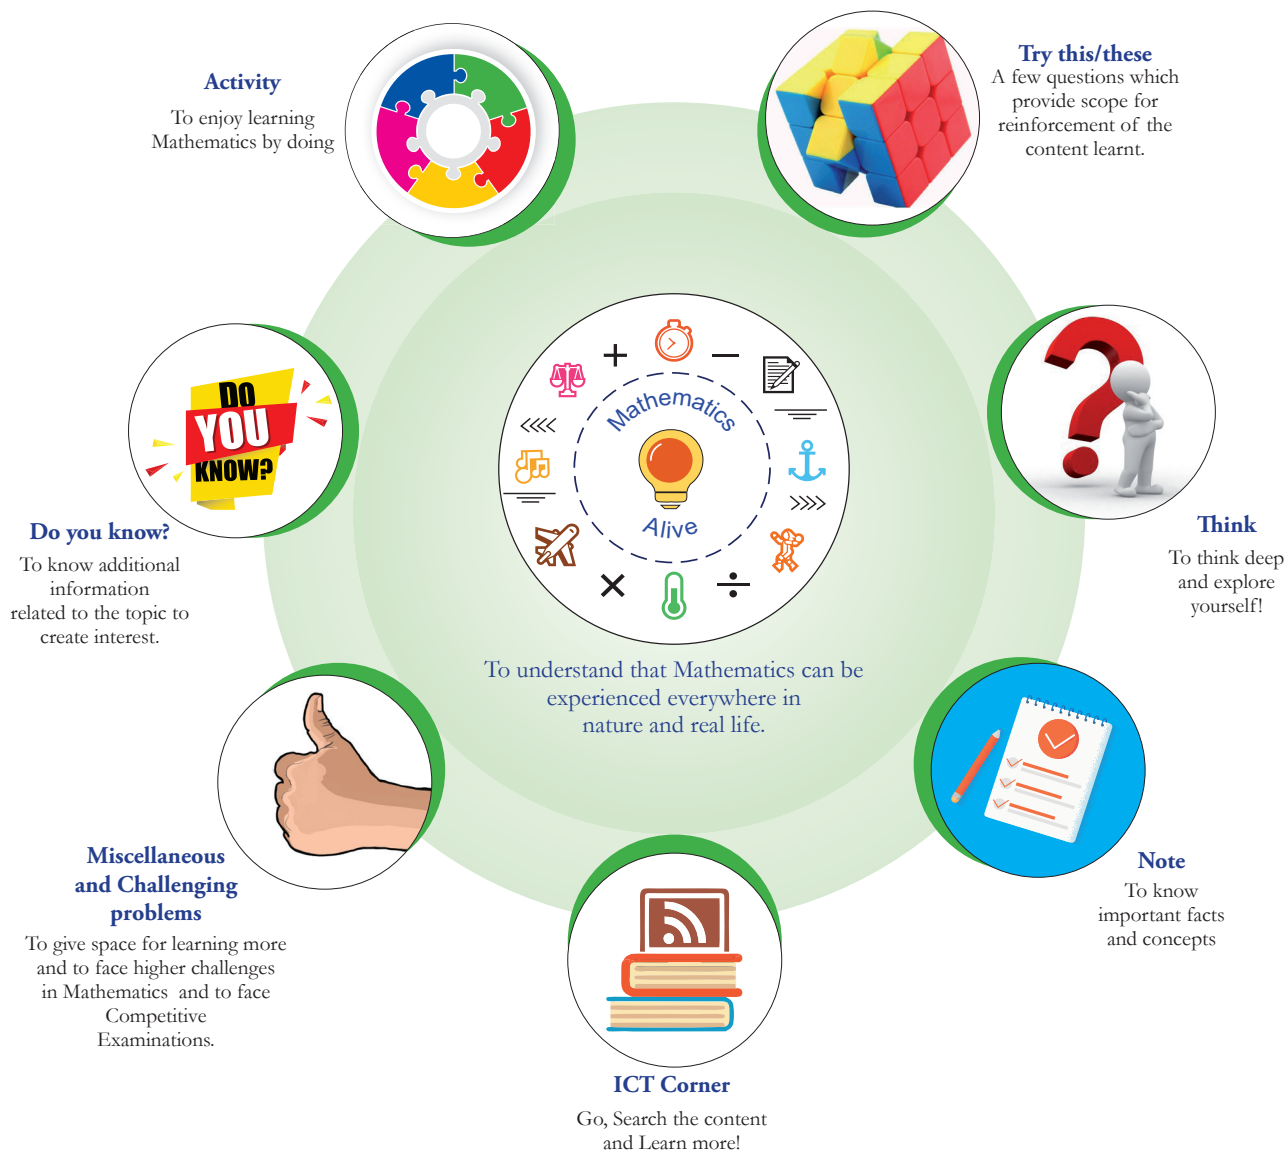 Activity
To enjoy learning
Mathematics by doing
Try this/these
A few questions which
provide scope for
reinforcement of the
content learnt.
DO
YOU
KNOW?
Do you know?
To know additional
information
related to the topic to
create interest.
Mathematics
Alive
To understand that Mathematics can be
experienced everywhere in
nature and real life.
Think
To think deep
and explore
yourself!
Miscellaneous
and Challenging
problems
To give space for learning more
and to face higher challenges
in Mathematics and to face
Competitive
Examinations.
Note
To know
important facts
and concepts
ICT Corner
Go, Search the content
and Learn more!